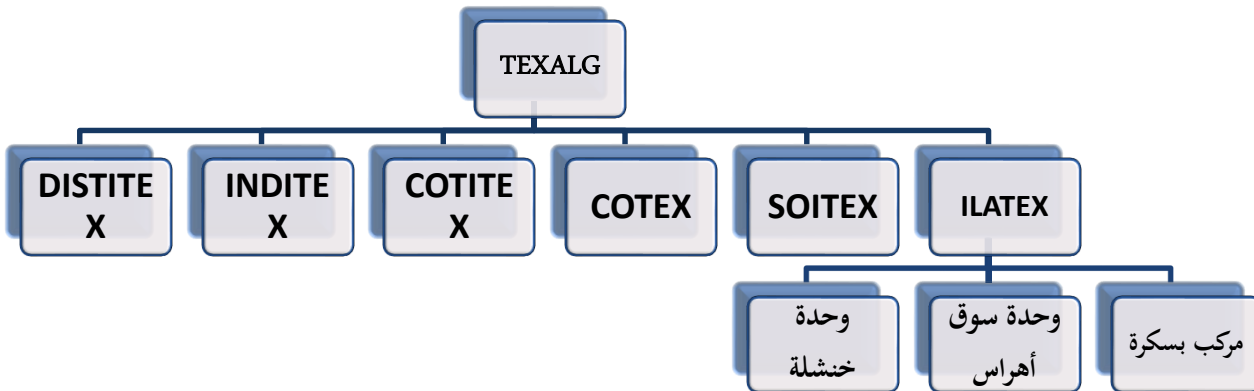 TEXALG
DISTITE
X
INDITE
X
COTITE
X
COTEX
SOITEX
ILATEX
وحدة
خنشلة
وحدة سوق
أهراس
مركب بسكرة